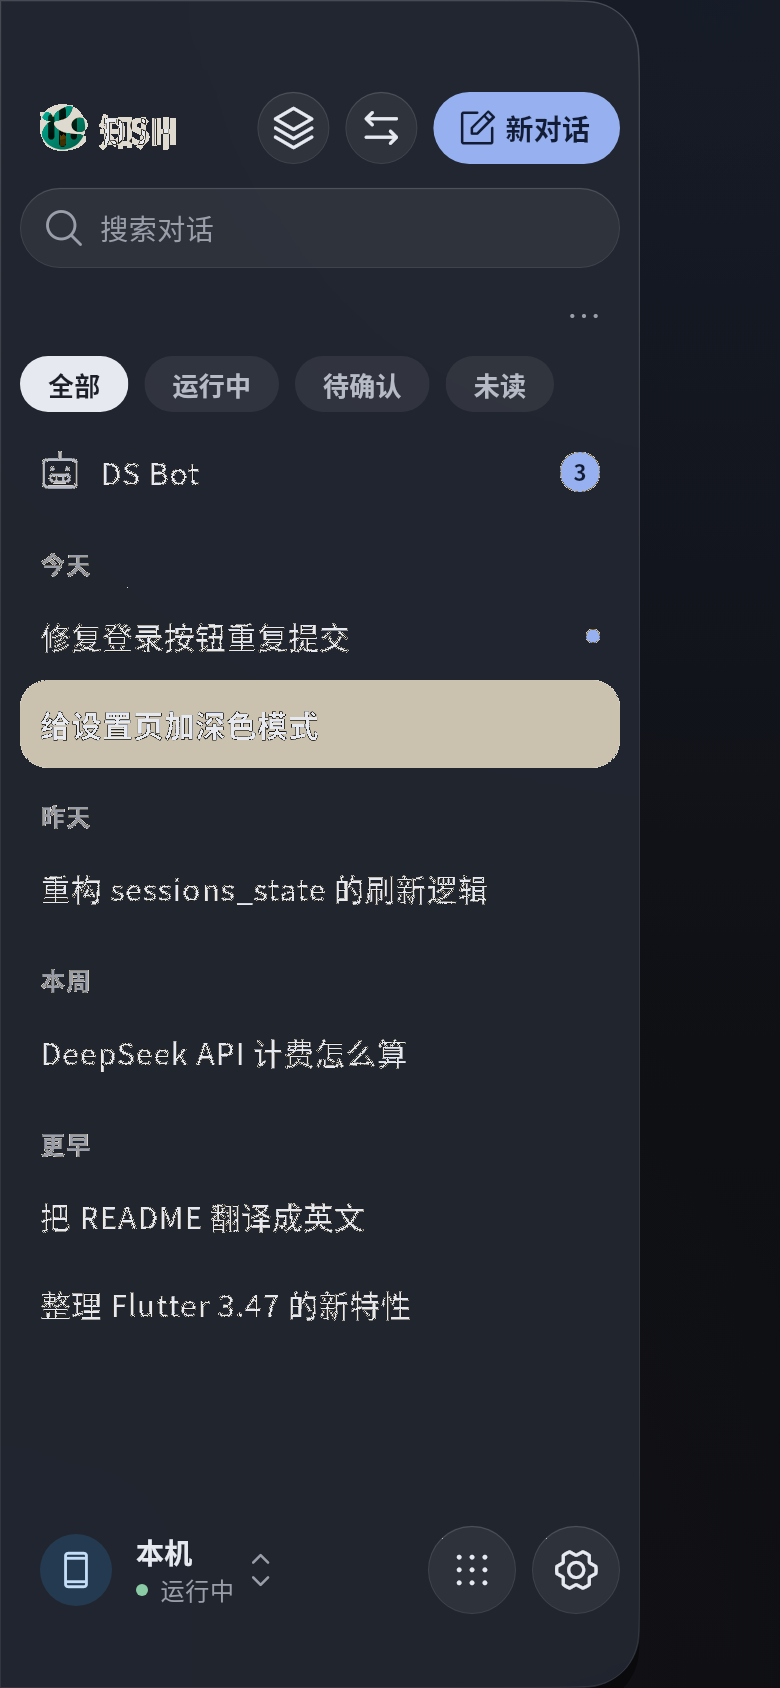 新对话
搜索对话
...
全部 运行中 待确认 未读
DS Bot 3
今天
修复登录按钮重复提交
给设置页加深色模式
昨天
重构 sessions_state 的刷新逻辑
本周
DeepSeek API 计费怎么算
更早
把 README 翻译成英文
整理 Flutter 3.47 的新特性
本机
运行中